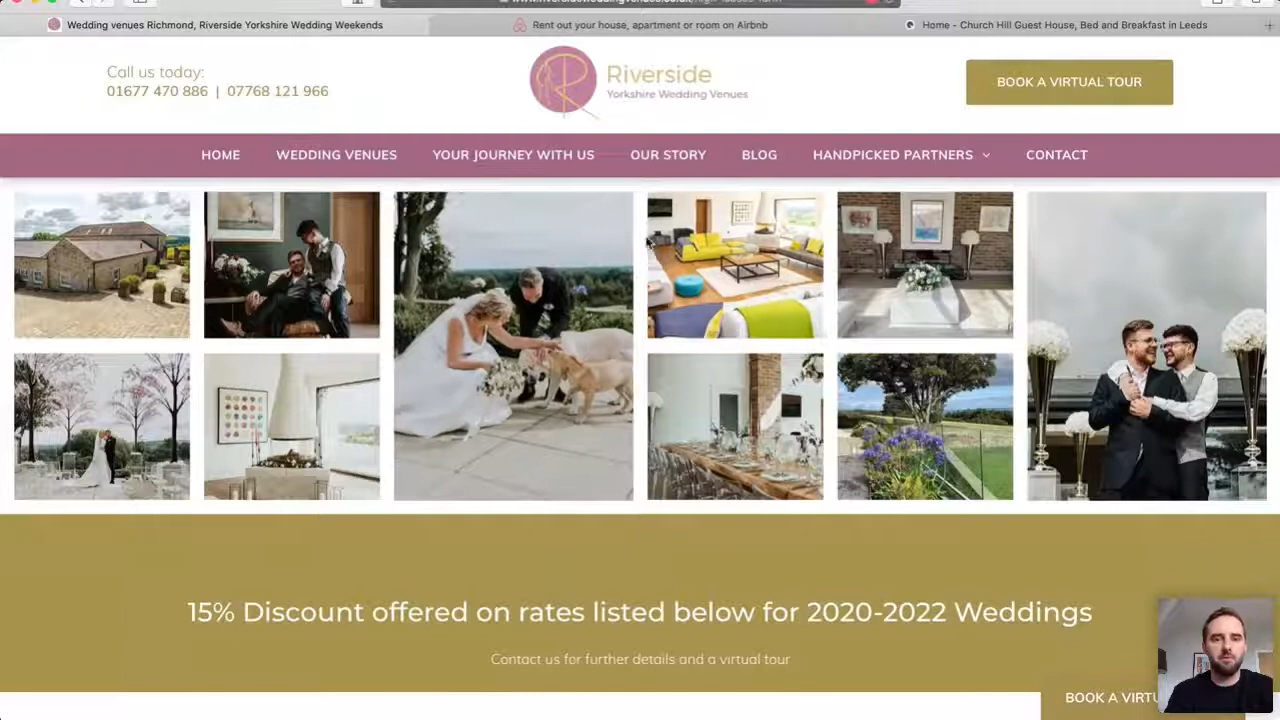 Wedding venues Richmond, Riverside Yorkshire Wedding Weekends
Rent out your house, apartment or room on Airbnb
Home - Church Hill Guest House, Bed and Breakfast in Leeds
Call us today:
01677 470 886 | 07768 121 966
Riverside
Yorkshire Wedding Venues
BOOK A VIRTUAL TOUR
HOME
WEDDING VENUES
YOUR JOURNEY WITH US
OUR STORY
BLOG
HANDPICKED PARTNERS
CONTACT
15% Discount offered on rates listed below for 2020-2022 Weddings
Contact us for further details and a virtual tour
BOOK A VIRTU